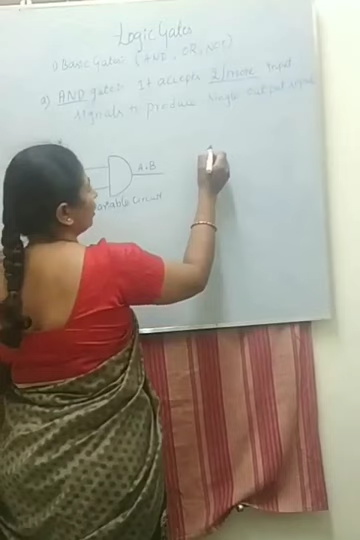 Logic Gates
1) Basic Gates: (AND, OR, NOT)
a) AND gates: It accepts 2/more input
signals & produce single output signal
A.B
variable circuit